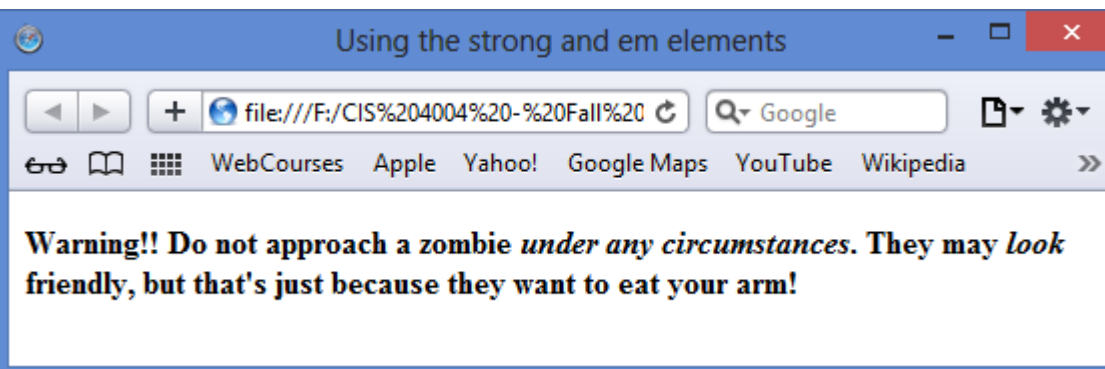 Using the strong and em elements
file:///F:/CIS%204004%20-%20Fall%20 Google
WebCourses Apple Yahoo! Google Maps YouTube Wikipedia
Warning!! Do not approach a zombie under any circumstances. They may look
friendly, but that's just because they want to eat your arm!